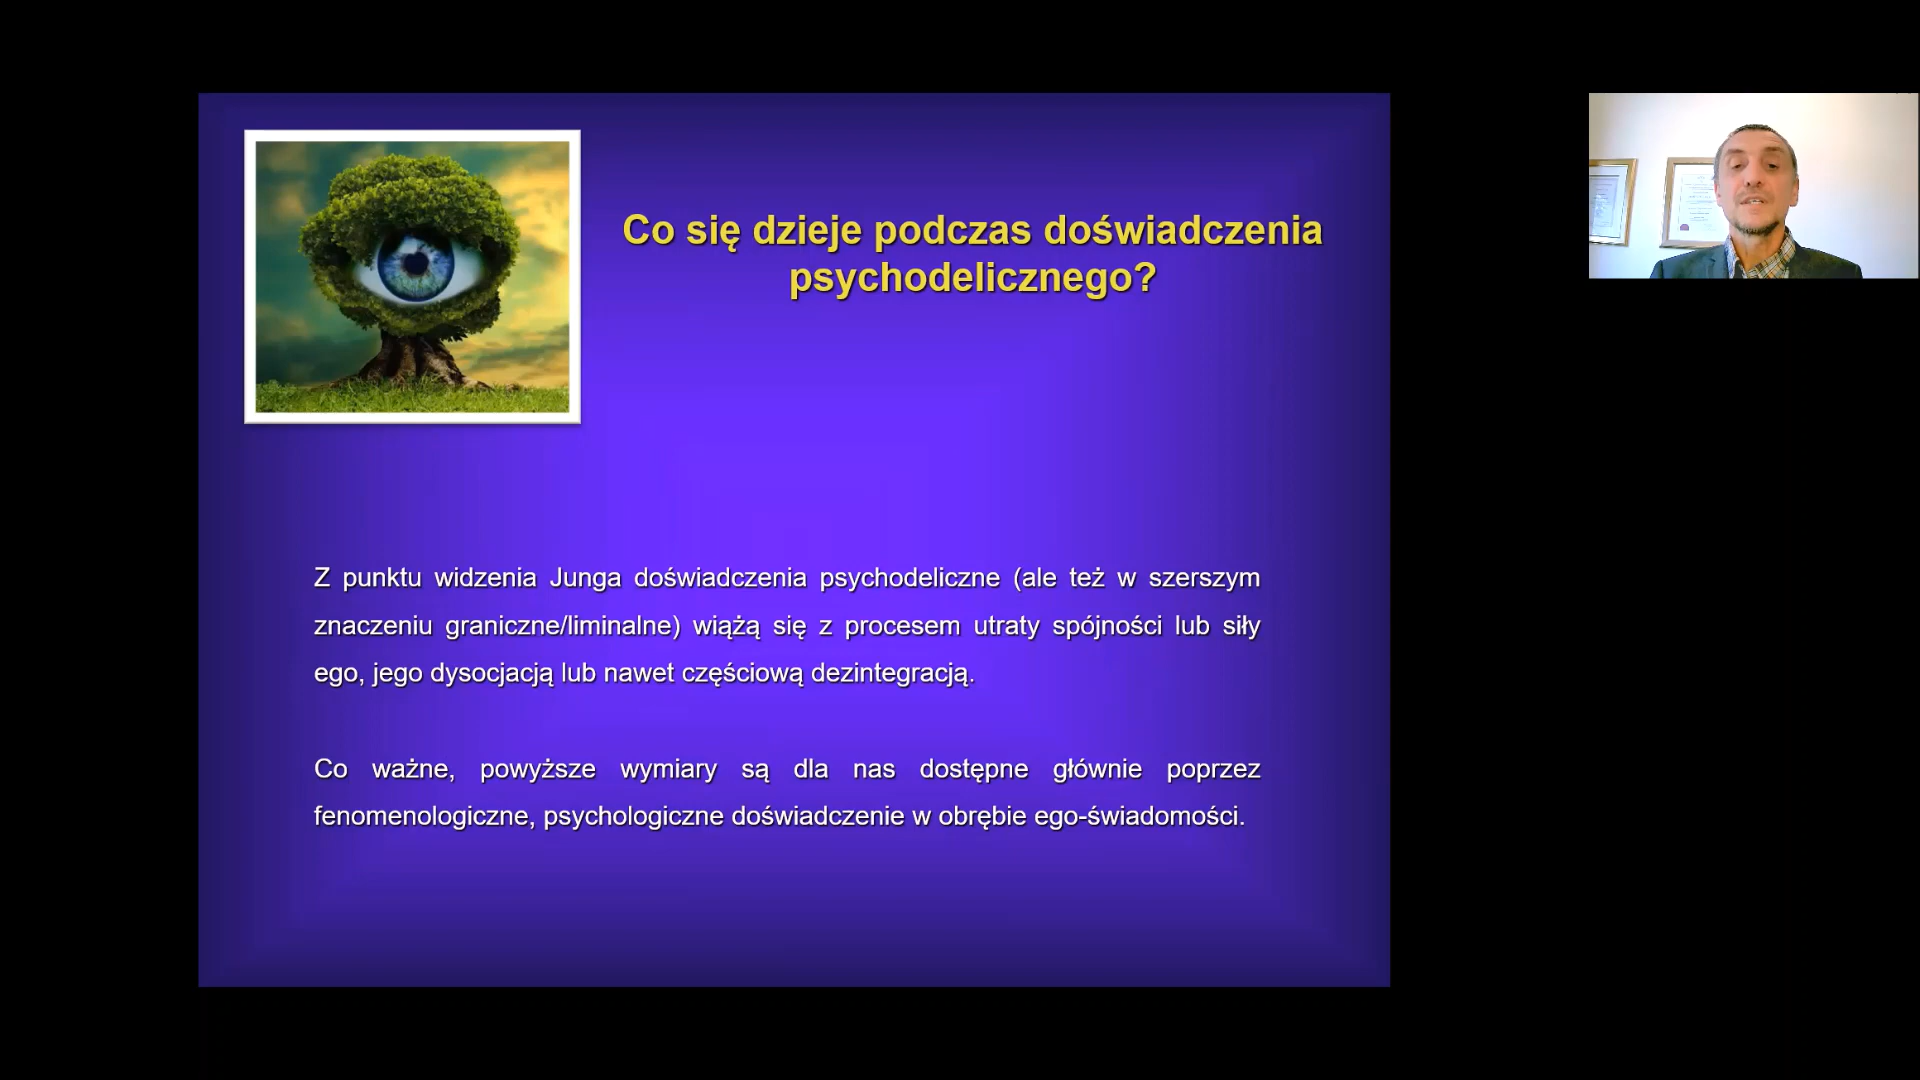 Co się dzieje podczas doświadczenia
psychodelicznego?
Z punktu widzenia Junga doświadczenia psychodeliczne (ale też w szerszym
znaczeniu graniczne/liminalne) wiążą się z procesem utraty spójności lub siły
ego, jego dysocjacją lub nawet częściową dezintegracją.
Co ważne, powyższe wymiary są dla nas dostępne głównie poprzez
fenomenologiczne, psychologiczne doświadczenie w obrębie ego-świadomości.